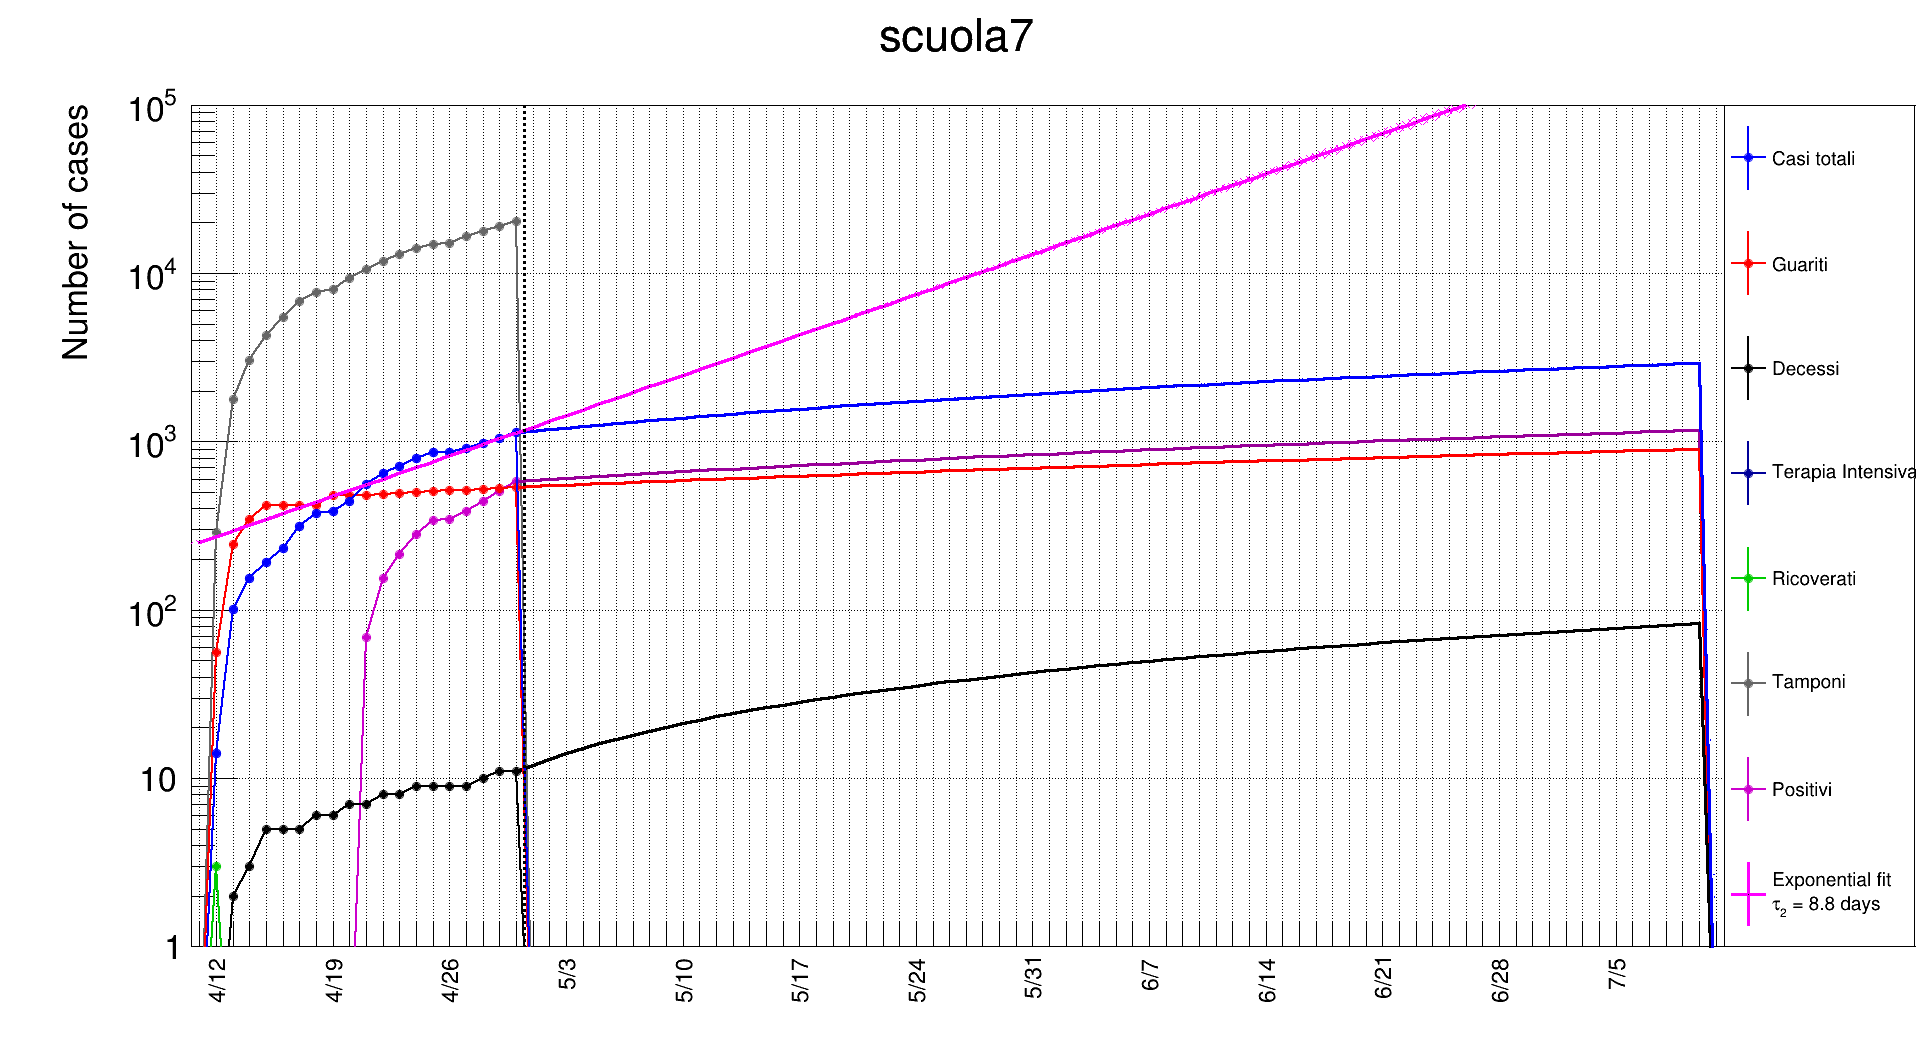 scuola7
Number of cases
10^5
10^4
10^3
10^2
10
1
4/12
4/19
4/26
5/3
5/10
5/17
5/24
5/31
6/7
6/14
6/21
6/28
7/5
Casi totali
Guariti
Decessi
Terapia Intensiva
Ricoverati
Tamponi
Positivi
Exponential fit
τ₂ = 8.8 days